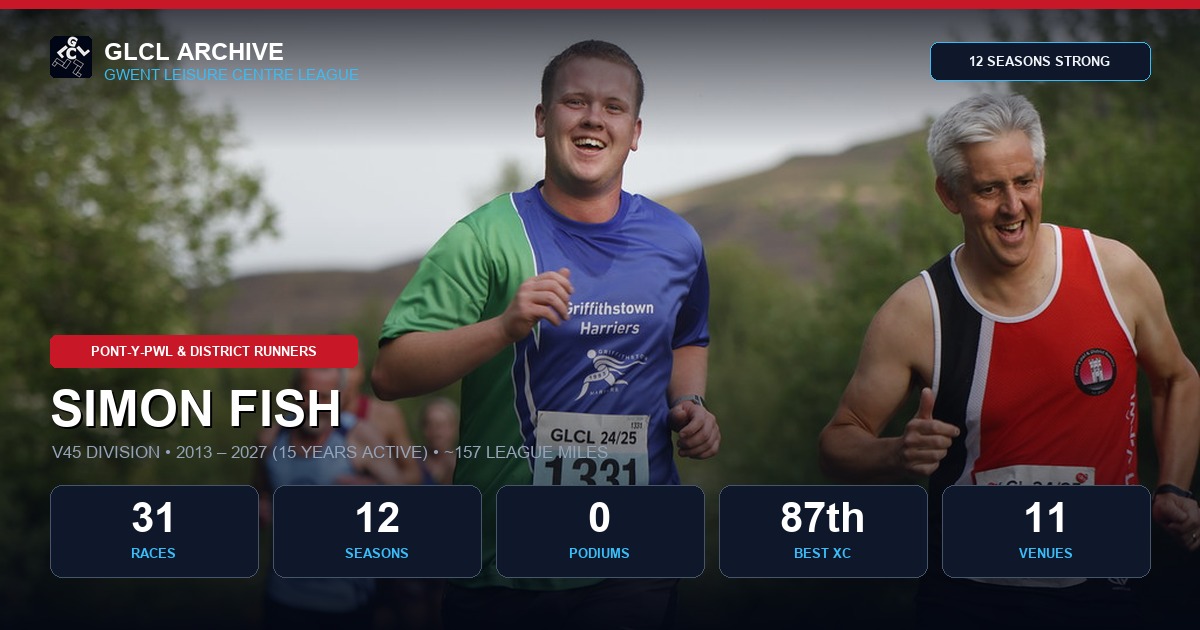 GLCL ARCHIVE
GWENT LEISURE CENTRE LEAGUE
12 SEASONS STRONG
Griffithstown
Harriers
GLCL 24/25
1331
1331
PONT-Y-PWL & DISTRICT RUNNERS
SIMON FISH
V45 DIVISION • 2013 – 2027 (15 YEARS ACTIVE) • ~157 LEAGUE MILES
31
RACES
12
SEASONS
0
PODIUMS
87th
BEST XC
11
VENUES